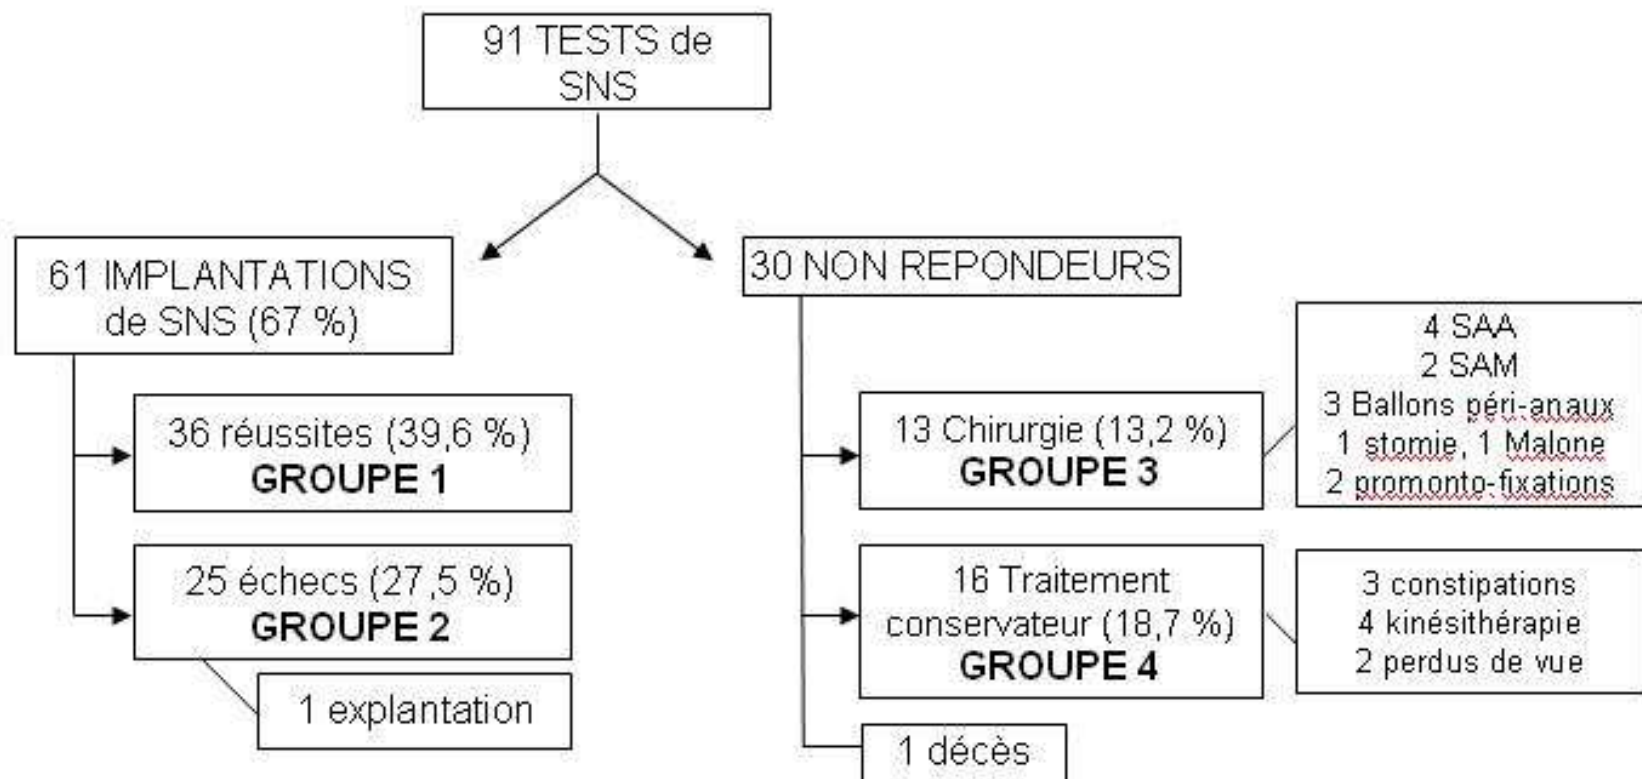 91 TESTS de
SNS
61 IMPLANTATIONS
de SNS (67 %)
36 réussites (39,6 %)
GROUPE 1
25 échecs (27,5 %)
GROUPE 2
1 explantation
30 NON REPONDEURS
13 Chirurgie (13,2 %)
GROUPE 3
4 SAA
2 SAM
3 Ballons péri-anaux
1 stomie, 1 Malone
2 promonto-fixations
16 Traitement
conservateur (18,7 %)
GROUPE 4
3 constipations
4 kinésithérapie
2 perdus de vue
1 décès